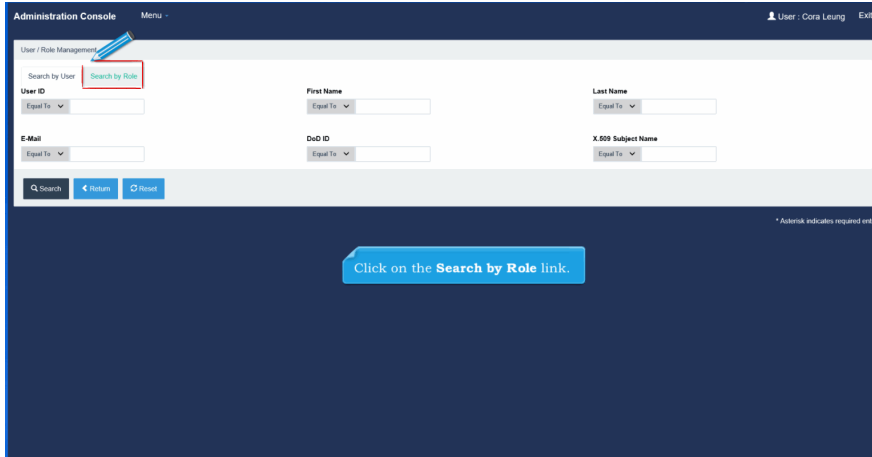 Administration Console Menu User : Cora Leung Exit
User / Role Management
Search by User Search by Role
User ID First Name Last Name
Equal To Equal To Equal To
E-Mail DoD ID X.509 Subject Name
Equal To Equal To Equal To
Search Return Reset
* Asterisk indicates required ent
Click on the Search by Role link.